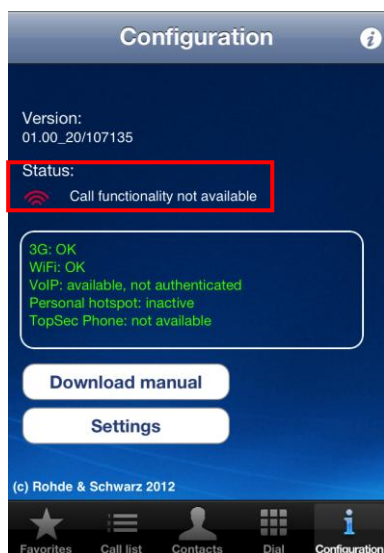 Configuration
Version:
01.00_20/107135
Status:
Call functionality not available
3G: OK
WiFi: OK
VoIP: available, not authenticated
Personal hotspot: inactive
TopSec Phone: not available
Download manual
Settings
(c) Rohde & Schwarz 2012
Favorites Call list Contacts Dial Configuration